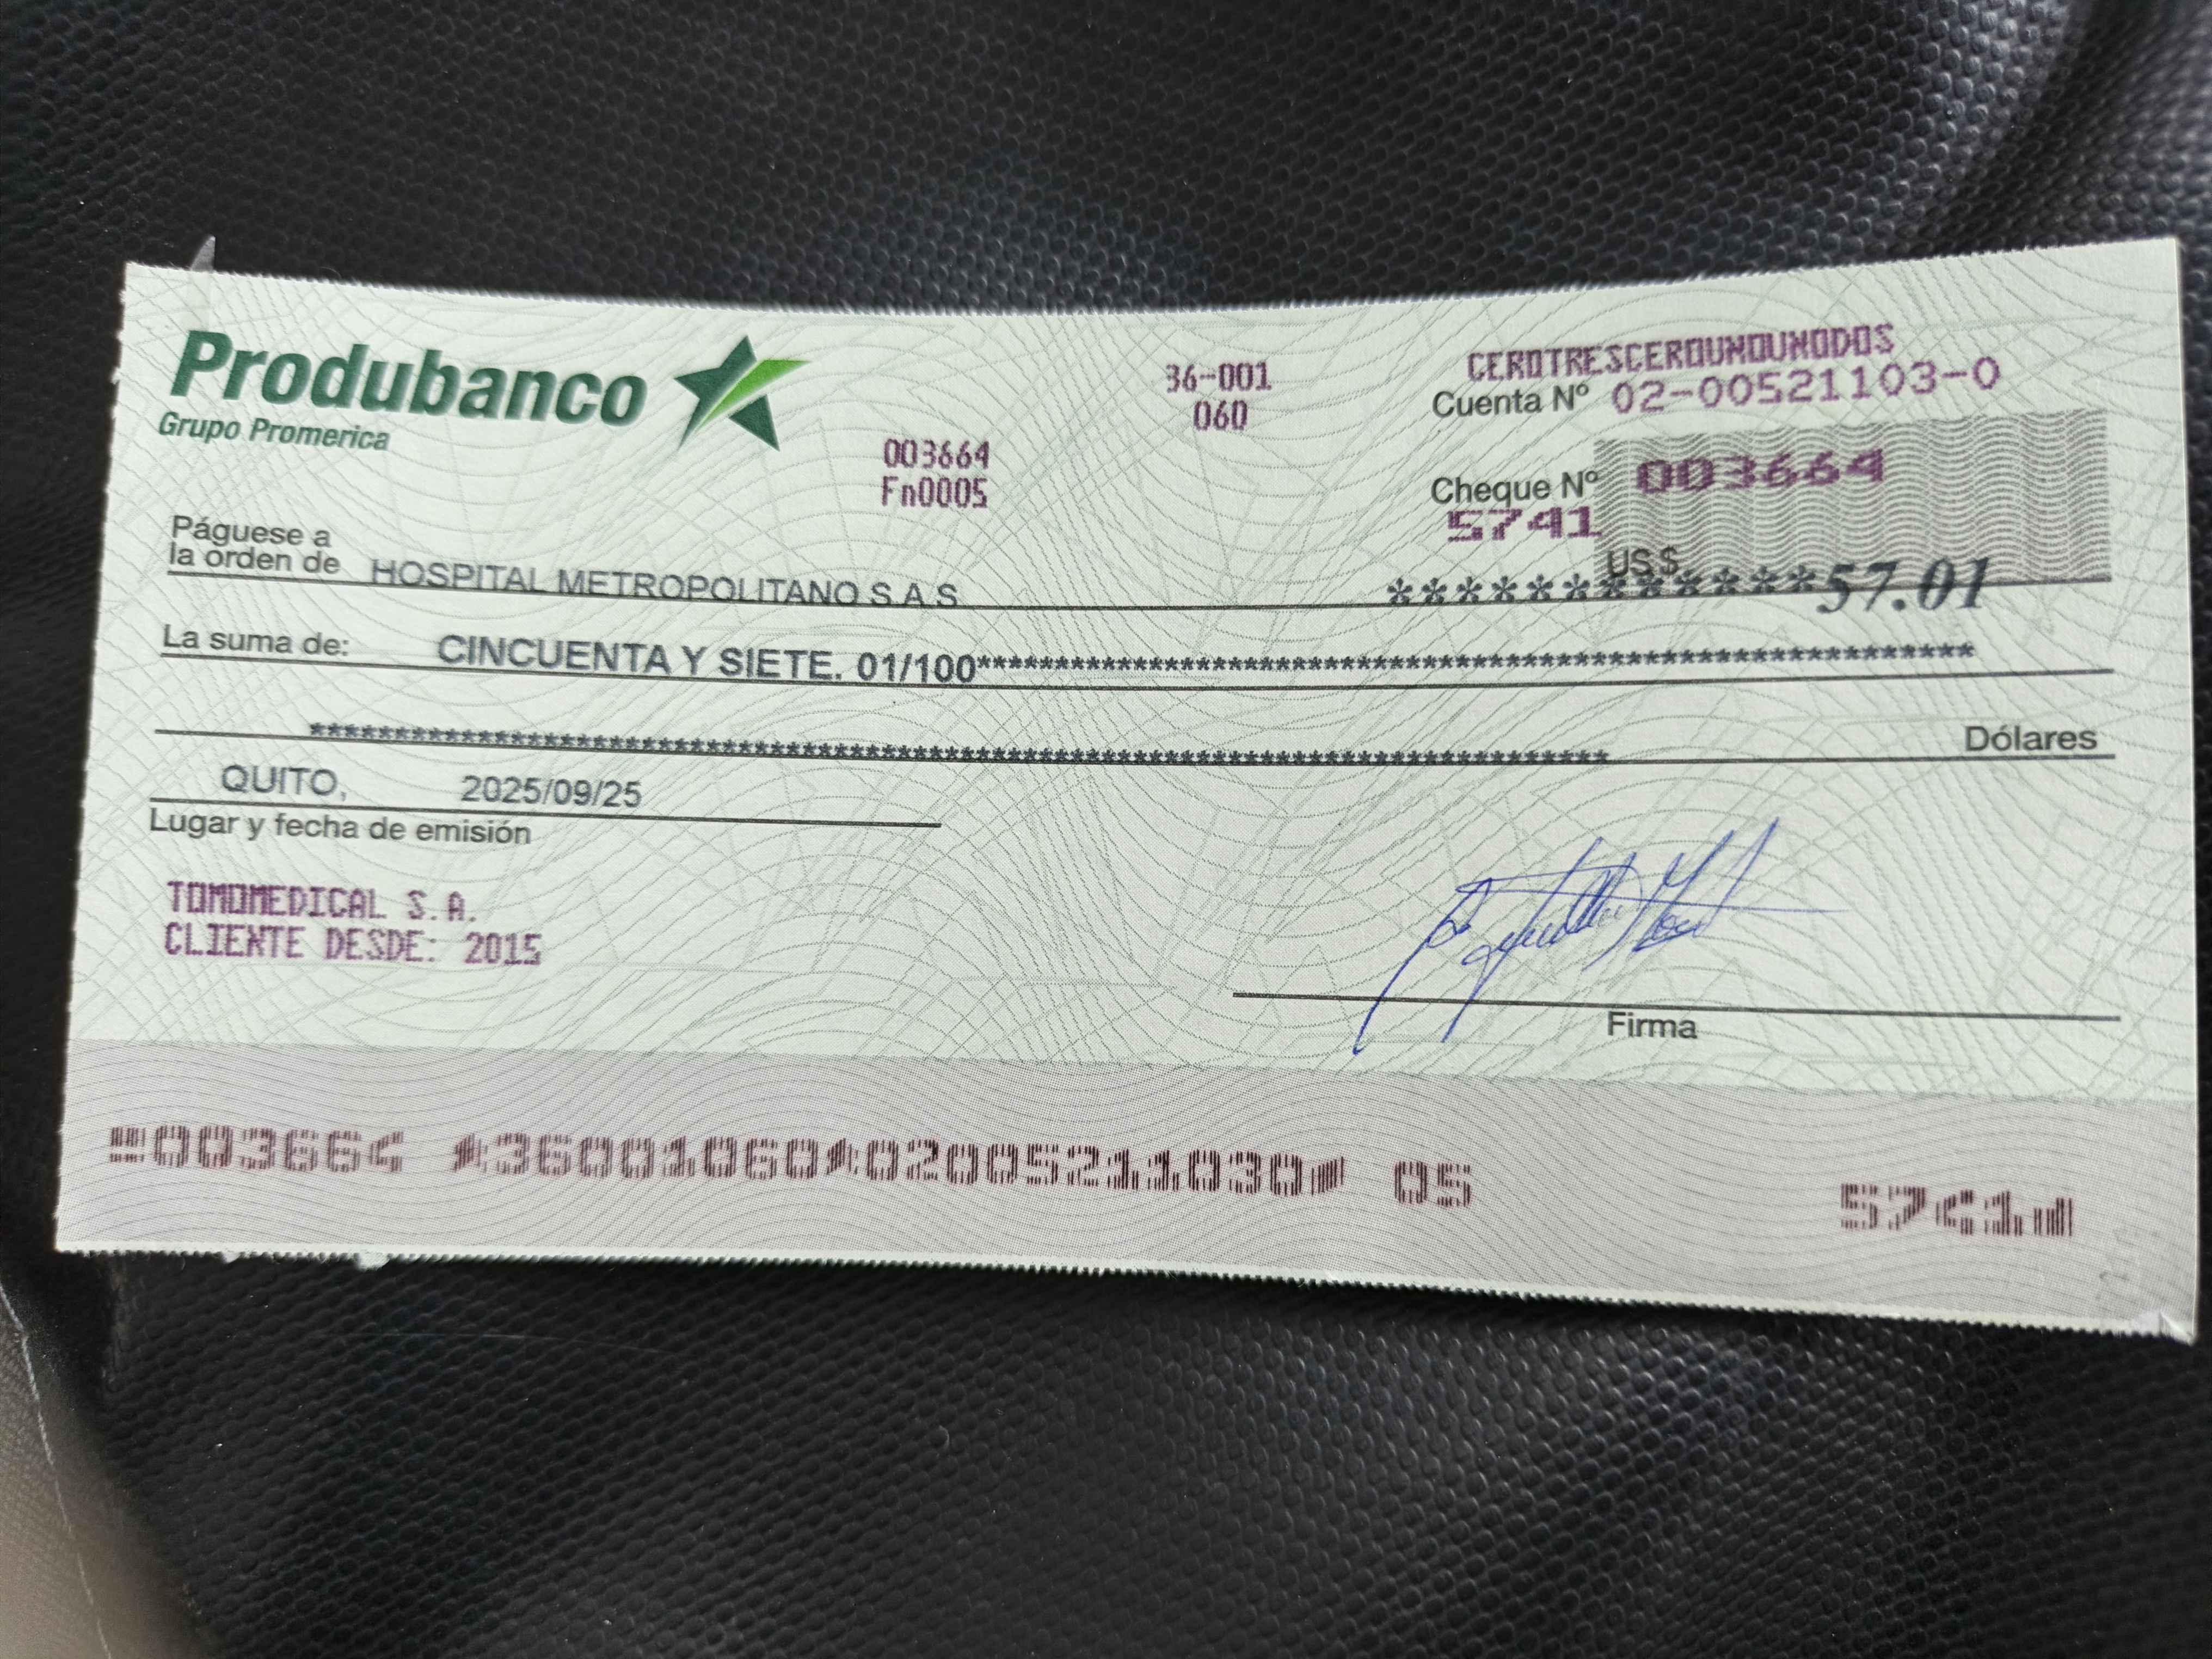 Produbanco
Grupo Promerica
36-001
060
CEROTRESCEROUNOUNODOS
Cuenta Nº 02-00521103-0
003664
Fn0005
Cheque Nº 003664
5741
Páguese a
la orden de HOSPITAL METROPOLITANO S.A.S
US $ ************57.01
La suma de: CINCUENTA Y SIETE. 01/100****************************************************************
****************************************************************************************** Dólares
QUITO, 2025/09/25
Lugar y fecha de emisión
TOMOMEDICAL S.A.
CLIENTE DESDE: 2015
Firma
003664 36001060 02005211030 05 5741